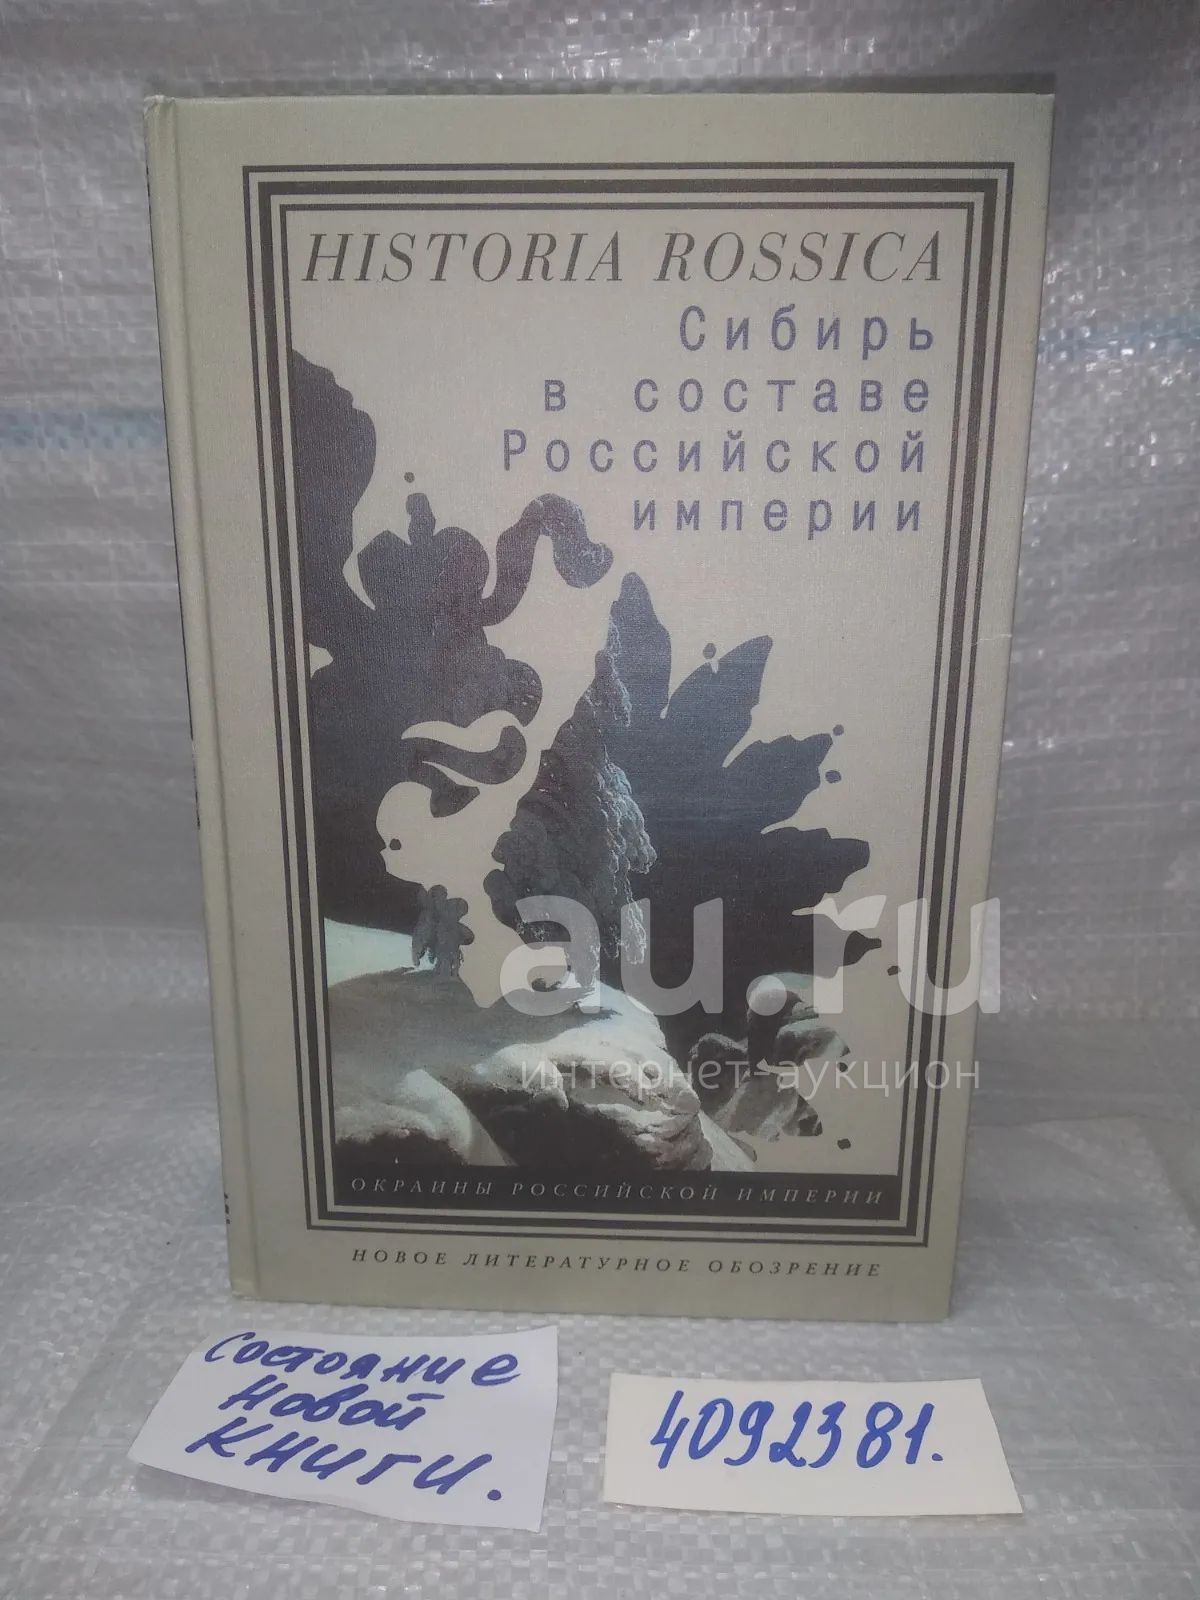 HISTORIA ROSSICA
Сибирь
в составе
Российской
империи
au.ru
интернет-аукцион
ОКРАИНЫ РОССИЙСКОЙ ИМПЕРИИ
НОВОЕ ЛИТЕРАТУРНОЕ ОБОЗРЕНИЕ
Состояние
новой
книги.
4092381.